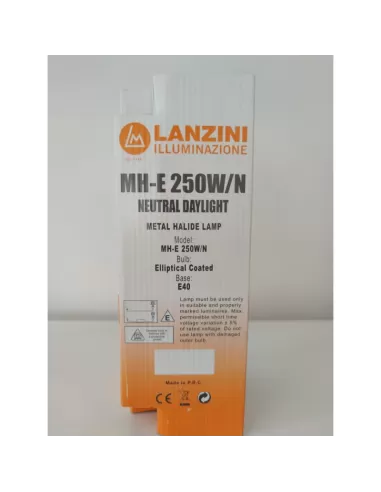 LANZINI
ILLUMINAZIONE
MH-E 250W/N
NEUTRAL DAYLIGHT
METAL HALIDE LAMP
Model:
MH-E 250W/N
Bulb:
Elliptical Coated
Base:
E40
Lamp must be used only
in suitable and properly
marked luminaires. Max.
permissible short time
voltage variation ± 5%
of rated voltage. Do not
use lamp with damaged
outer bulb.
E
Made in P.R.C.
CE